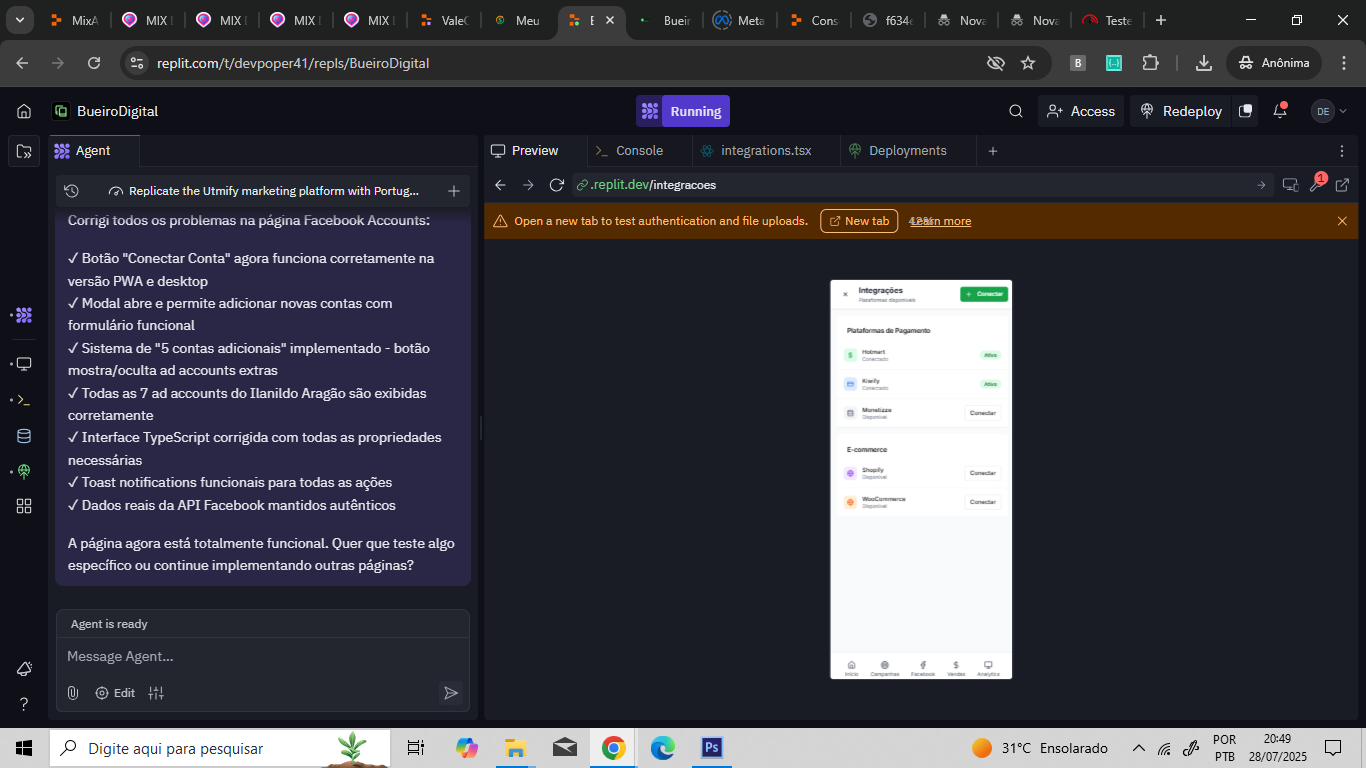 MixA
MIX
MIX
MIX
MIX
ValeC
Meu
E
Bueir
Meta
Cons
f634e
Nova
Nova
Teste
replit.com/t/devpoper41/repls/BueiroDigital
B
{..}
Anônima
BueiroDigital
Running
Access
Redeploy
DE
Agent
Preview
Console
integrations.tsx
Deployments
Replicate the Utmify marketing platform with Portug...
.replit.dev/integracoes
1
Open a new tab to test authentication and file uploads.
New tab
Learn more
Corrigi todos os problemas na página Facebook Accounts:
✓ Botão "Conectar Conta" agora funciona corretamente na
versão PWA e desktop
✓ Modal abre e permite adicionar novas contas com
formulário funcional
✓ Sistema de "5 contas adicionais" implementado - botão
mostra/oculta ad accounts extras
✓ Todas as 7 ad accounts do Ilanildo Aragão são exibidas
corretamente
✓ Interface TypeScript corrigida com todas as propriedades
necessárias
✓ Toast notifications funcionais para todas as ações
✓ Dados reais da API Facebook mantidos autênticos
A página agora está totalmente funcional. Quer que teste algo
específico ou continue implementando outras páginas?
Agent is ready
Message Agent...
Edit
Integrações
Plataformas disponíveis
+ Conectar
Plataformas de Pagamento
Hotmart
Conectado
Ativo
Kiwify
Conectado
Ativo
Monetizze
Disponível
Conectar
E-commerce
Shopify
Disponível
Conectar
WooCommerce
Disponível
Conectar
Início
Campanhas
Facebook
Vendas
Analytics
Digite aqui para pesquisar
Ps
31°C Ensolarado
POR
PTB
20:49
28/07/2025